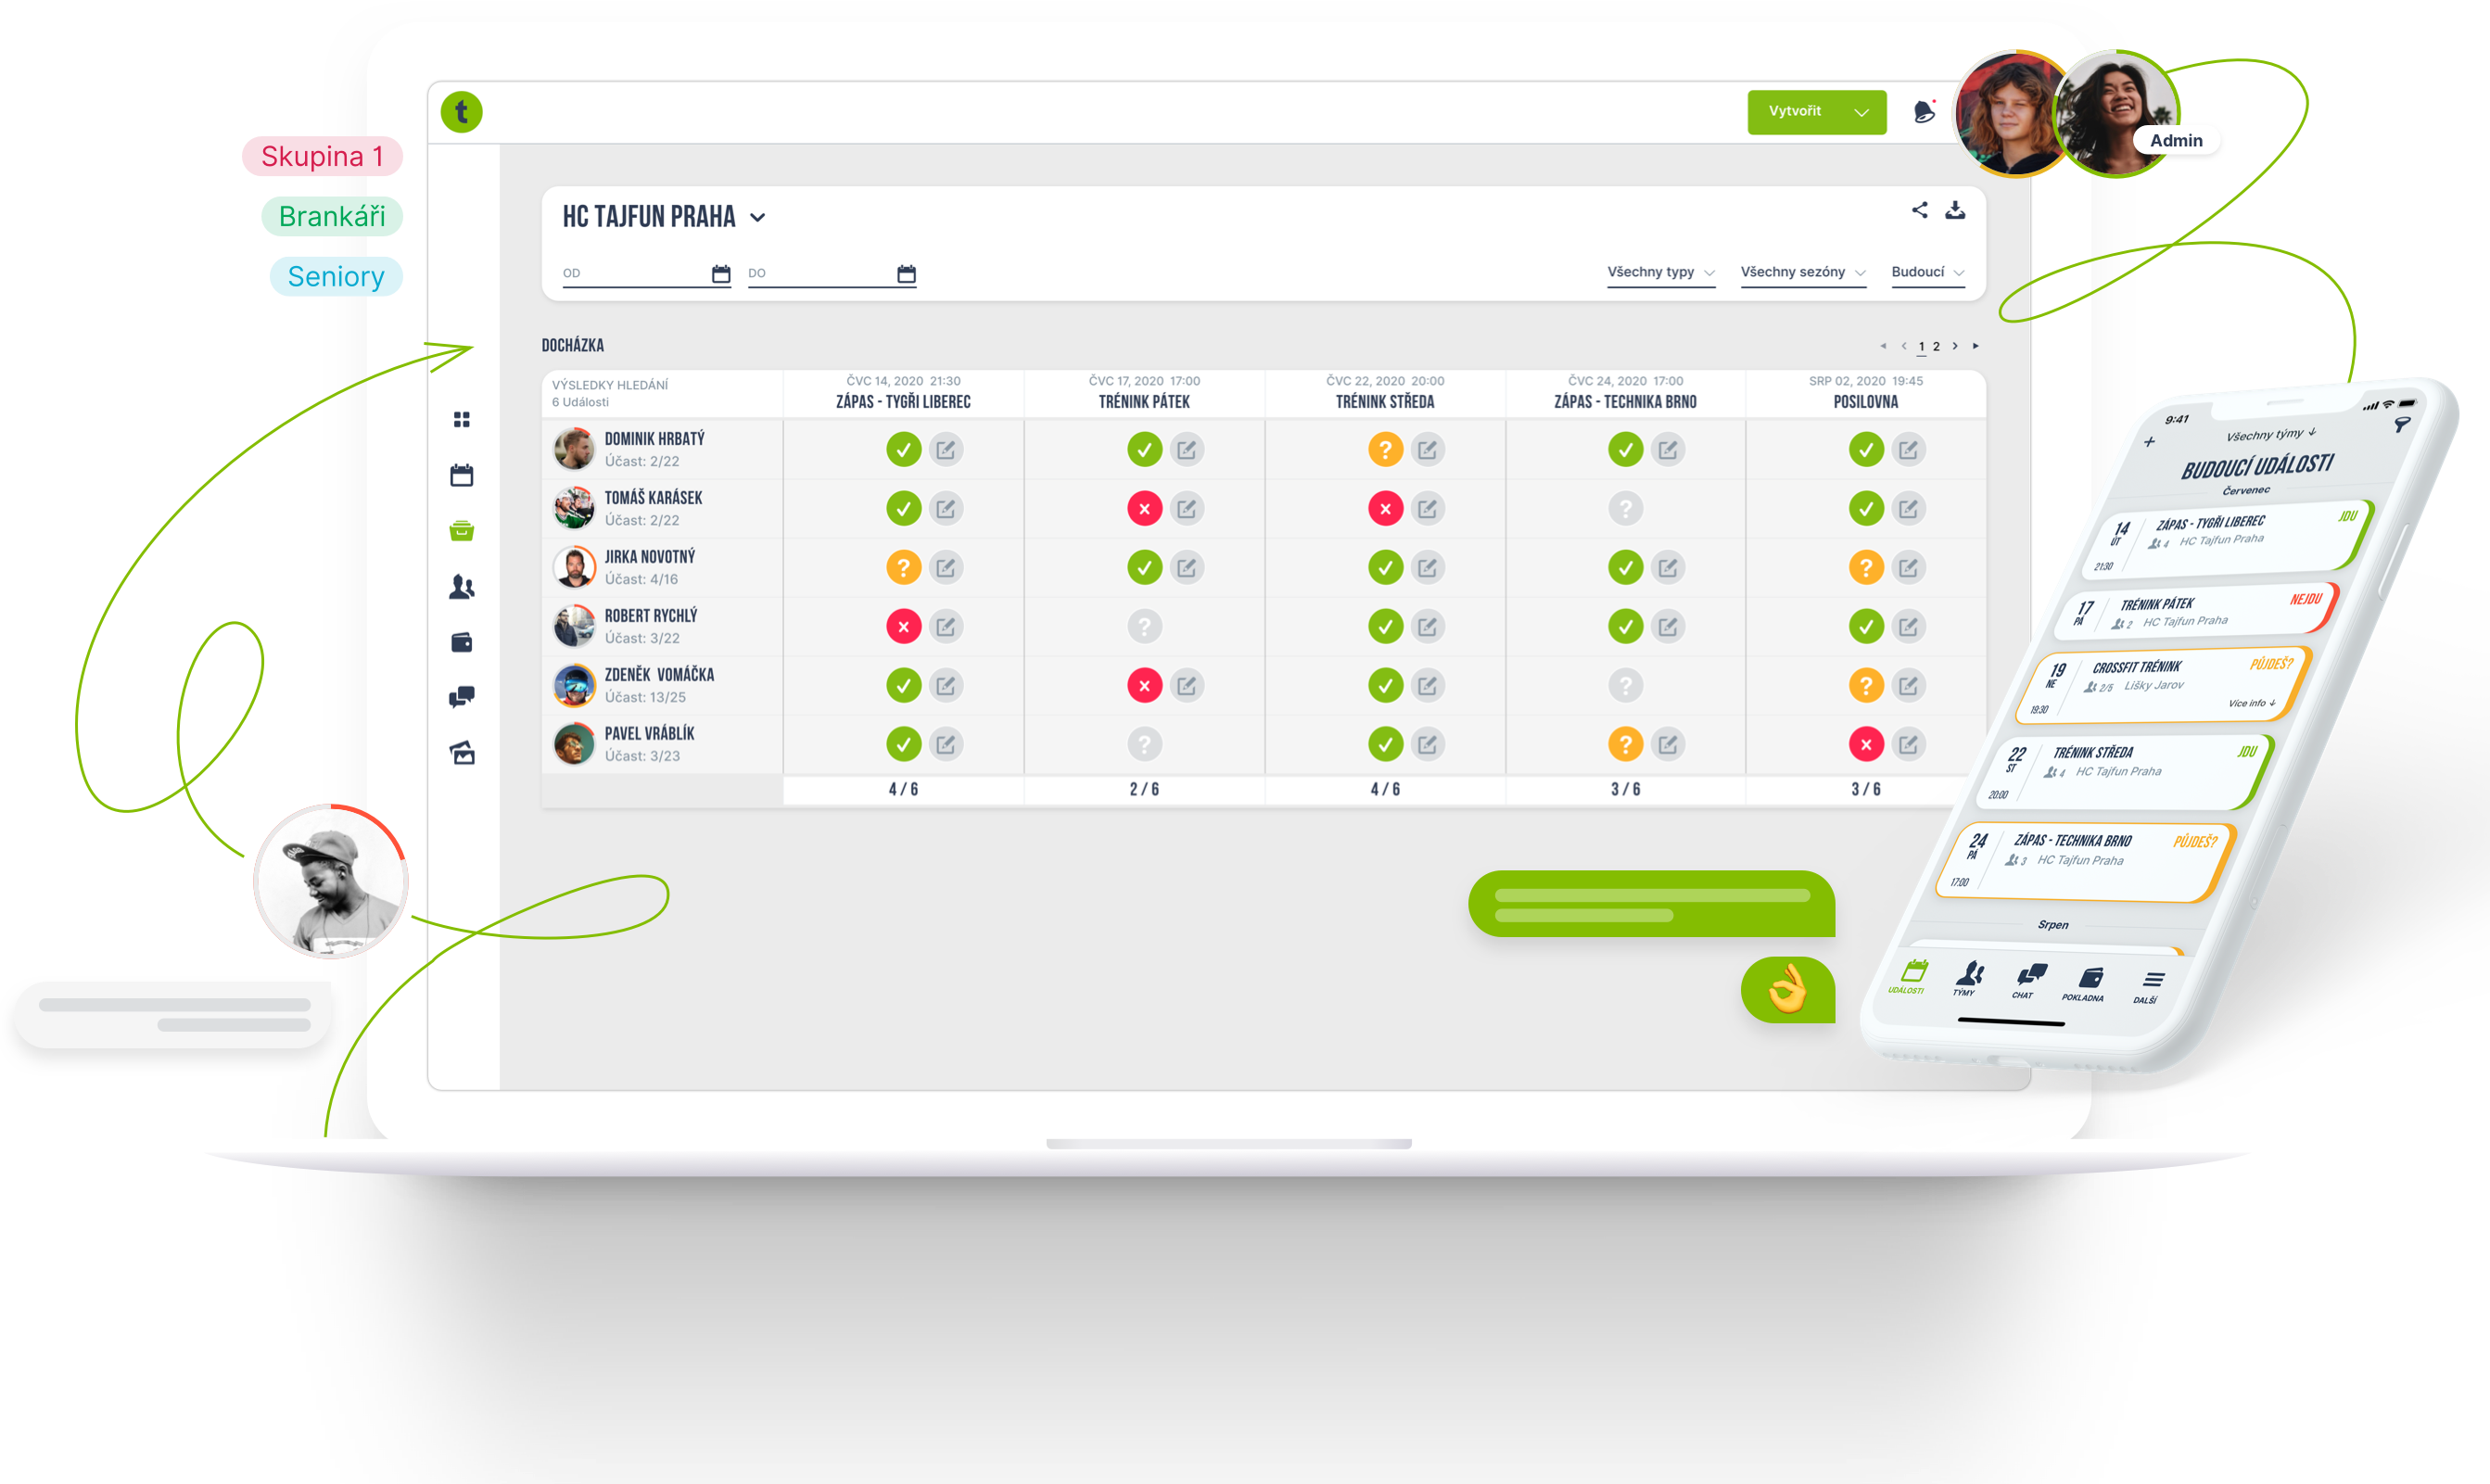 t
Vytvořit
Admin
Skupina 1
Brankáři
Seniory
HC TAJFUN PRAHA
OD
DO
Všechny typy
Všechny sezóny
Budoucí
DOCHÁZKA
1 2
VÝSLEDKY HLEDÁNÍ
6 Události
ČVC 14, 2020 21:30
ZÁPAS - TYGŘI LIBEREC
ČVC 17, 2020 17:00
TRÉNINK PÁTEK
ČVC 22, 2020 20:00
TRÉNINK STŘEDA
ČVC 24, 2020 17:00
ZÁPAS - TECHNIKA BRNO
SRP 02, 2020 19:45
POSILOVNA
DOMINIK HRBATÝ
Účast: 2/22
TOMÁŠ KARÁSEK
Účast: 2/22
JIRKA NOVOTNÝ
Účast: 4/16
ROBERT RYCHLÝ
Účast: 3/22
ZDENĚK VOMÁČKA
Účast: 13/25
PAVEL VRÁBLÍK
Účast: 3/23
4 / 6
2 / 6
4 / 6
3 / 6
3 / 6
9:41
Všechny týmy ↓
BUDOUCÍ UDÁLOSTI
Červenec
14
ÚT
21:30
ZÁPAS - TYGŘI LIBEREC
4 HC Tajfun Praha
JDU
17
PÁ
TRÉNINK PÁTEK
2 HC Tajfun Praha
NEJDU
19
NE
19:30
CROSSFIT TRÉNINK
2/5 Lišky Jarov
PŮJDEŠ?
Více info ↓
22
ST
20:00
TRÉNINK STŘEDA
4 HC Tajfun Praha
JDU
24
PÁ
17:00
ZÁPAS - TECHNIKA BRNO
3 HC Tajfun Praha
PŮJDEŠ?
Srpen
UDÁLOSTI
TÝMY
CHAT
POKLADNA
DALŠÍ